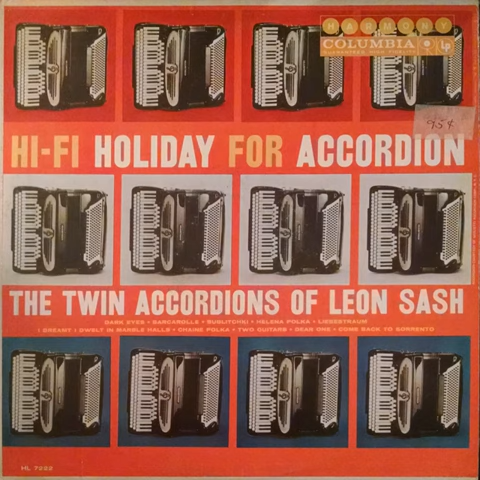 HARMONY
COLUMBIA
LP
95¢
HI-FI HOLIDAY FOR ACCORDION
THE TWIN ACCORDIONS OF LEON SASH
DARK EYES • BARCAROLLE • BUBLITCHKI • HELENA POLKA • LIEBESTRAUM
I DREAMT I DWELT IN MARBLE HALLS • CHAINE POLKA • TWO GUITARS • DEAR ONE • COME BACK TO SORRENTO
HL 7222